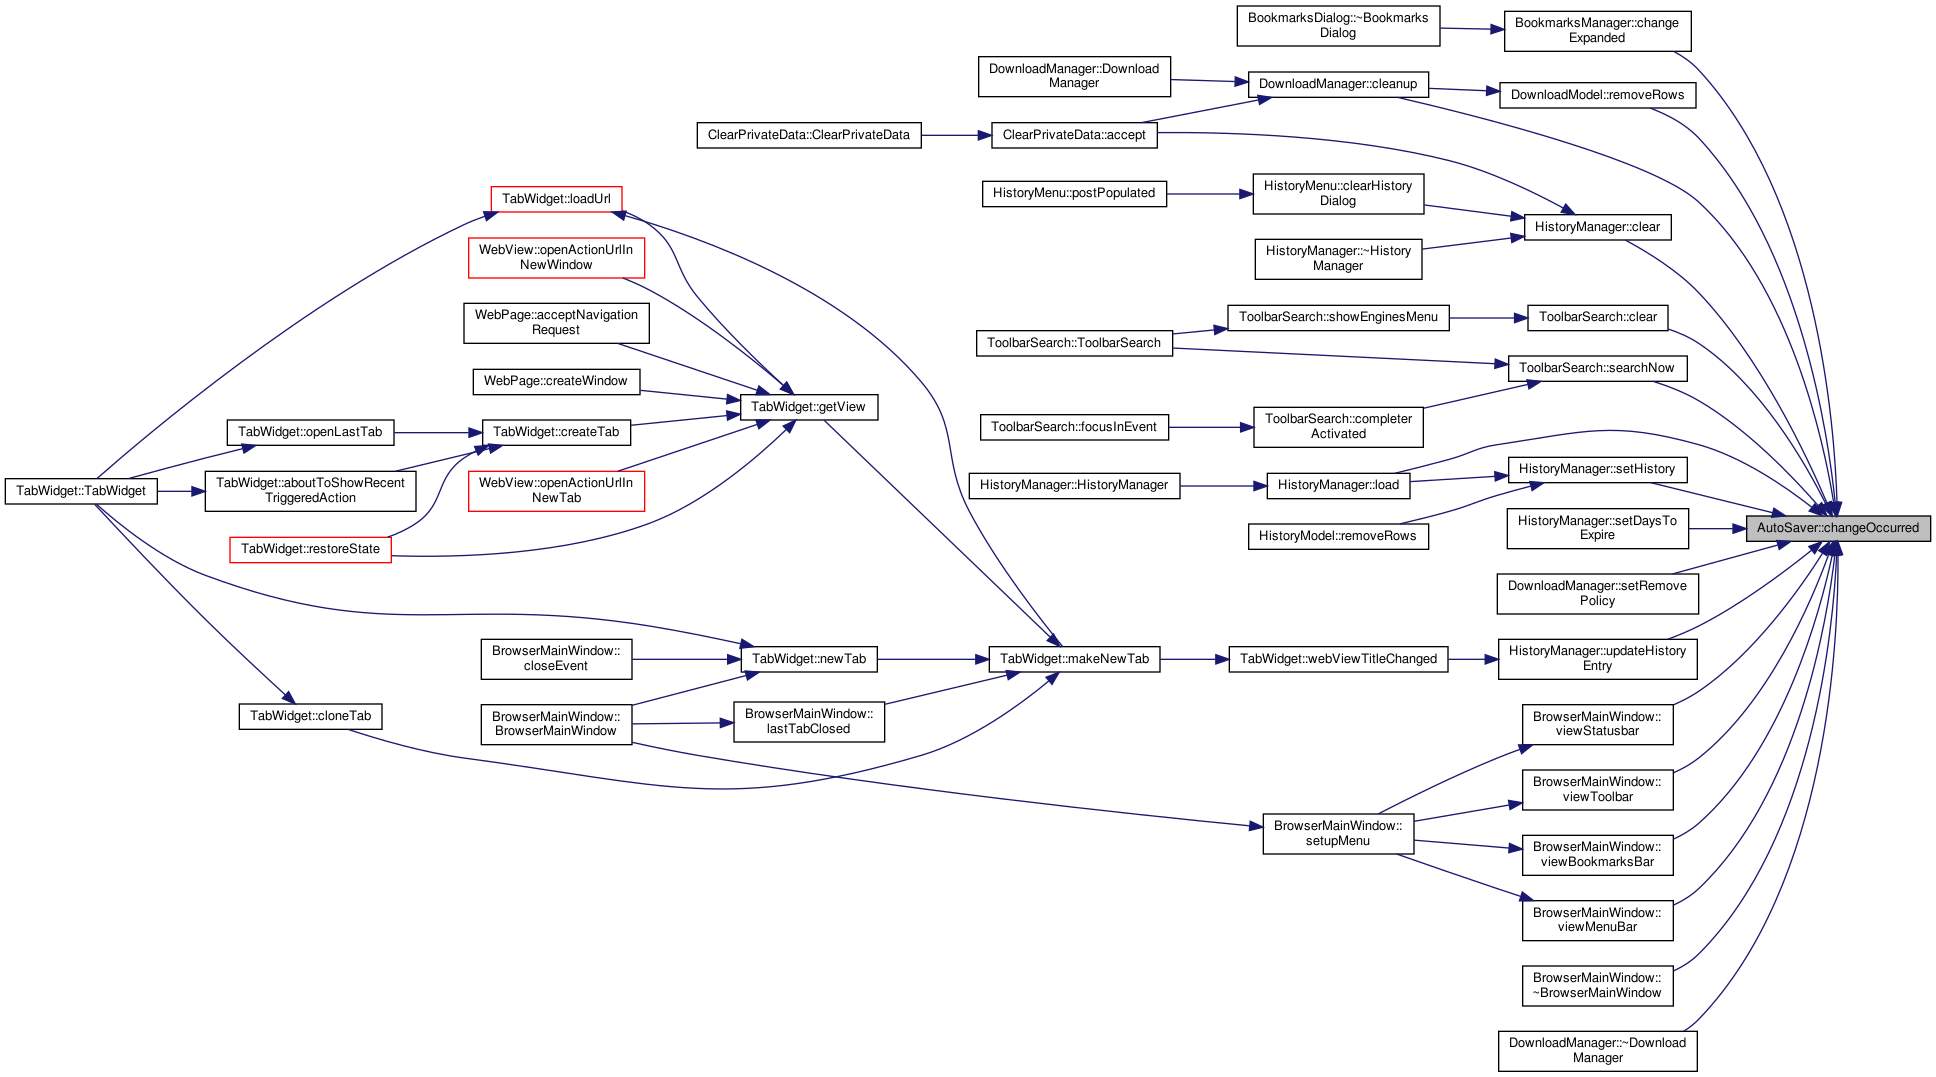 BookmarksDialog::~Bookmarks
Dialog
BookmarksManager::change
Expanded
DownloadManager::Download
Manager
DownloadManager::cleanup
DownloadModel::removeRows
ClearPrivateData::ClearPrivateData
ClearPrivateData::accept
TabWidget::loadUrl
HistoryMenu::postPopulated
HistoryMenu::clearHistory
Dialog
HistoryManager::clear
WebView::openActionUrlIn
NewWindow
HistoryManager::~History
Manager
WebPage::acceptNavigation
Request
ToolbarSearch::showEnginesMenu
ToolbarSearch::clear
ToolbarSearch::ToolbarSearch
ToolbarSearch::searchNow
WebPage::createWindow
TabWidget::getView
TabWidget::openLastTab
TabWidget::createTab
ToolbarSearch::focusInEvent
ToolbarSearch::completer
Activated
TabWidget::TabWidget
TabWidget::aboutToShowRecent
TriggeredAction
WebView::openActionUrlIn
NewTab
HistoryManager::HistoryManager
HistoryManager::load
HistoryManager::setHistory
TabWidget::restoreState
HistoryModel::removeRows
HistoryManager::setDaysTo
Expire
AutoSaver::changeOccurred
DownloadManager::setRemove
Policy
BrowserMainWindow::
closeEvent
TabWidget::newTab
TabWidget::makeNewTab
TabWidget::webViewTitleChanged
HistoryManager::updateHistory
Entry
TabWidget::cloneTab
BrowserMainWindow::
BrowserMainWindow
BrowserMainWindow::
lastTabClosed
BrowserMainWindow::
viewStatusbar
BrowserMainWindow::
viewToolbar
BrowserMainWindow::
setupMenu
BrowserMainWindow::
viewBookmarksBar
BrowserMainWindow::
viewMenuBar
BrowserMainWindow::
~BrowserMainWindow
DownloadManager::~Download
Manager